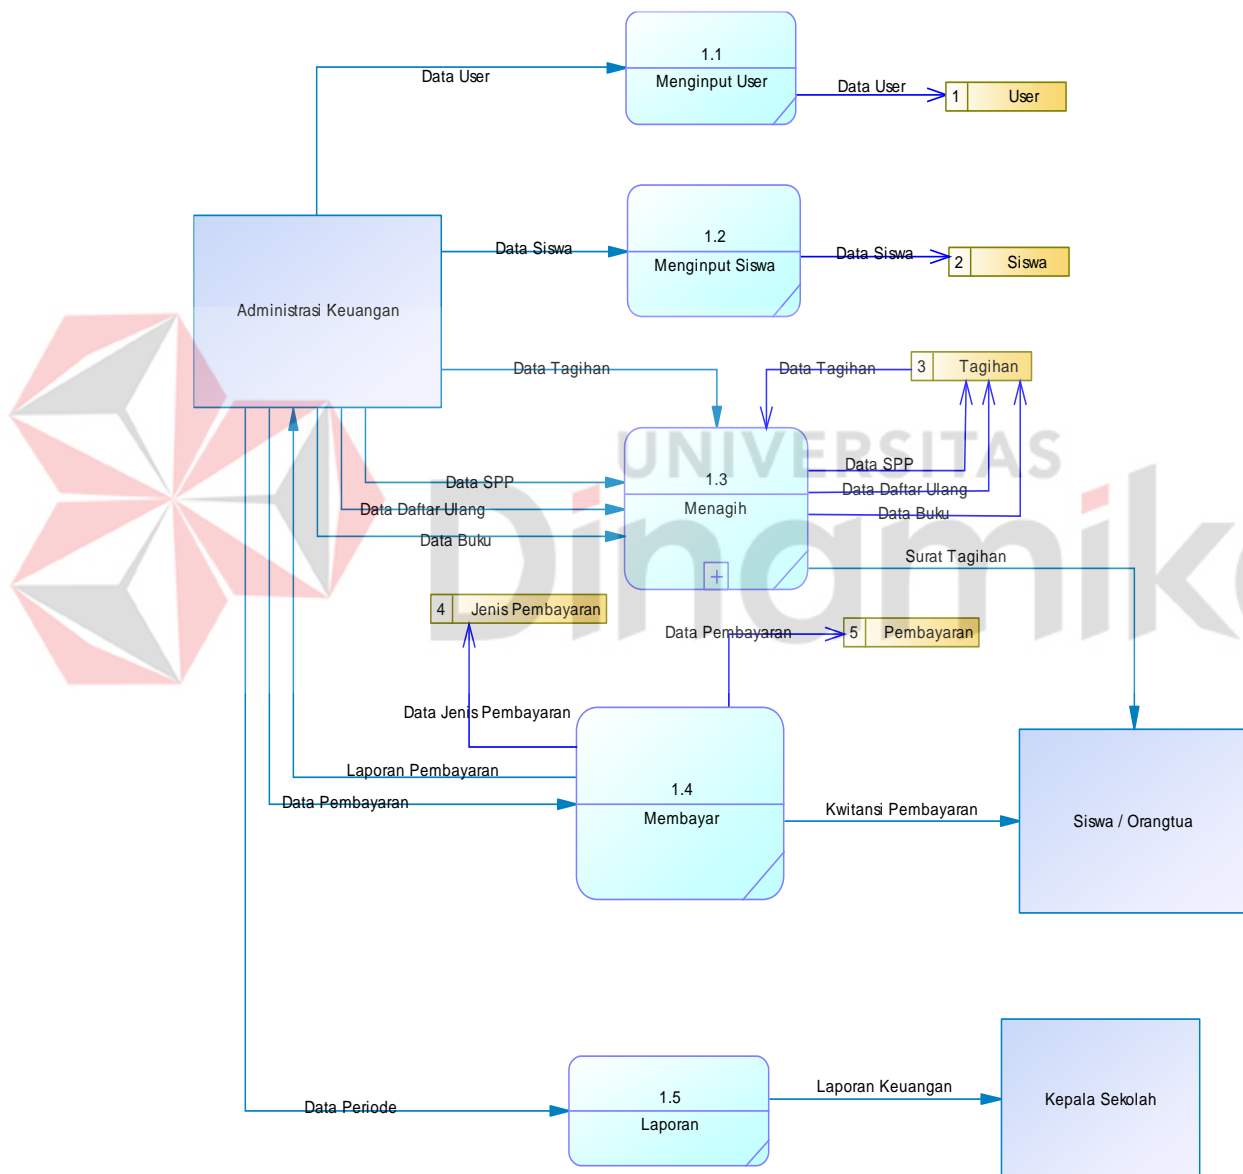 1.1
Data User
Menginput User
Data User
1 User
1.2
Data Siswa
Menginput Siswa
Data Siswa
2 Siswa
Administrasi Keuangan
Data Tagihan
Data Tagihan
3 Tagihan
UNIVERSITAS
Dinamika
Data SPP
1.3
Data SPP
Data Daftar Ulang
Menagih
Data Daftar Ulang
Data Buku
Data Buku
Surat Tagihan
4 Jenis Pembayaran
Data Pembayaran
5 Pembayaran
Data Jenis Pembayaran
Laporan Pembayaran
1.4
Data Pembayaran
Membayar
Kwitansi Pembayaran
Siswa / Orangtua
1.5
Laporan Keuangan
Data Periode
Laporan
Kepala Sekolah